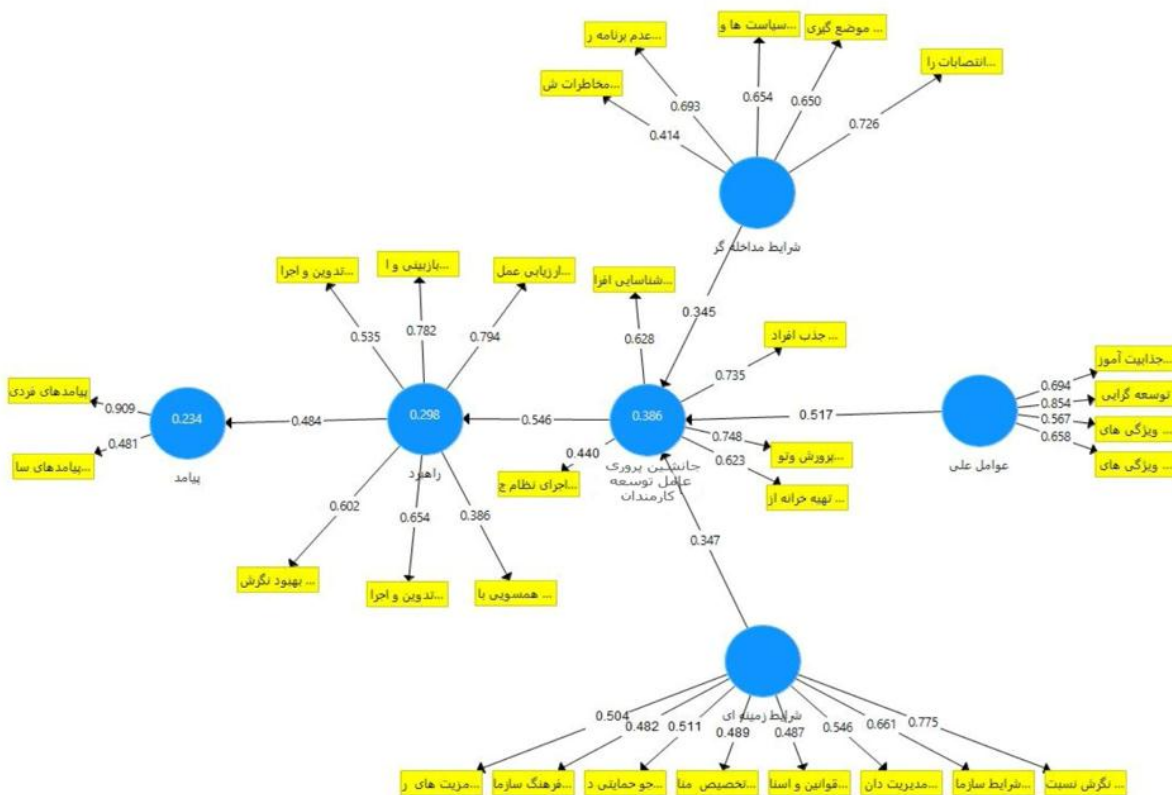 عدم برنامه ر...
سیاست ها و...
موضع گیری ...
انتصابات را...
مخاطرات ش...
0.693
0.654
0.650
0.726
0.414
شرایط مداخله گر
0.345
تدوین و اجرا...
بازبینی و ا...
ارزیابی عمل...
شناسایی افرا...
0.535
0.782
0.794
0.628
جذب افراد ...
0.735
جذابیت آموز...
توسعه گرایی
ویژگی های ...
ویژگی های ...
0.694
0.854
0.567
0.658
عوامل علی
0.517
پیامدهای فردی
پیامدهای سا...
0.909
0.481
0.234
پیامد
0.484
0.298
راهبرد
0.546
0.386
جانشین پروری
عامل توسعه
کارمندان
0.440
اجرای نظام ج...
0.748
0.623
پرورش وتو...
تهیه خزانه از ...
0.602
0.654
0.386
بهبود نگرش ...
تدوین و اجرا...
همسویی با ...
0.347
شرایط زمینه ای
0.504
0.482
0.511
0.489
0.487
0.546
0.661
0.775
مزیت های ر...
فرهنگ سازما...
جو حمایتی د...
تخصیص منا...
قوانین و اسنا...
مدیریت دان...
شرایط سازما...
نگرش نسبت ...